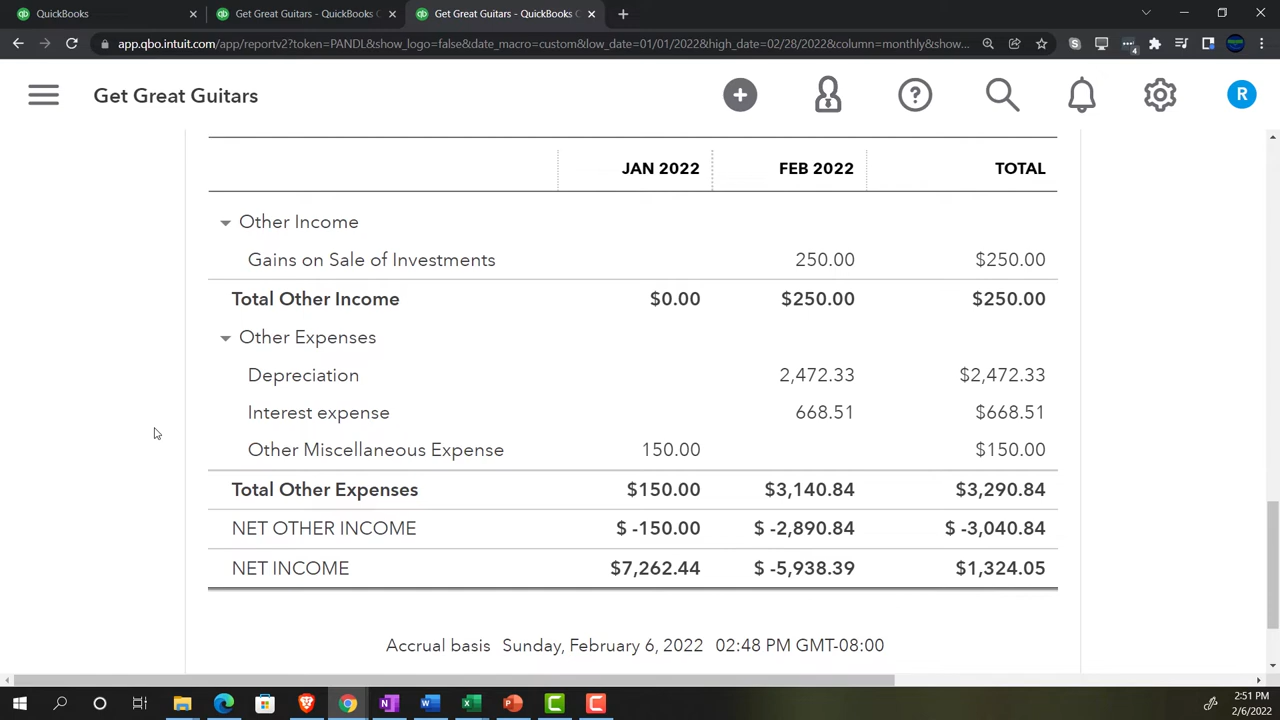 QuickBooks
Get Great Guitars - QuickBooks C
Get Great Guitars - QuickBooks C
app.qbo.intuit.com/app/reportv2?token=PANDL&show_logo=false&date_macro=custom&low_date=01/01/2022&high_date=02/28/2022&column=monthly&show...
4
Get Great Guitars
R
JAN 2022 FEB 2022 TOTAL
Other Income
Gains on Sale of Investments 250.00 $250.00
Total Other Income $0.00 $250.00 $250.00
Other Expenses
Depreciation 2,472.33 $2,472.33
Interest expense 668.51 $668.51
Other Miscellaneous Expense 150.00 $150.00
Total Other Expenses $150.00 $3,140.84 $3,290.84
NET OTHER INCOME $ -150.00 $ -2,890.84 $ -3,040.84
NET INCOME $7,262.44 $ -5,938.39 $1,324.05
Accrual basis Sunday, February 6, 2022 02:48 PM GMT-08:00
2:51 PM
2/6/2022